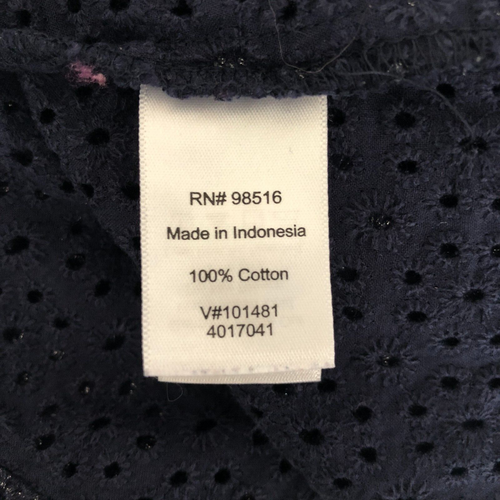 RN# 98516
Made in Indonesia
100% Cotton
V#101481
4017041